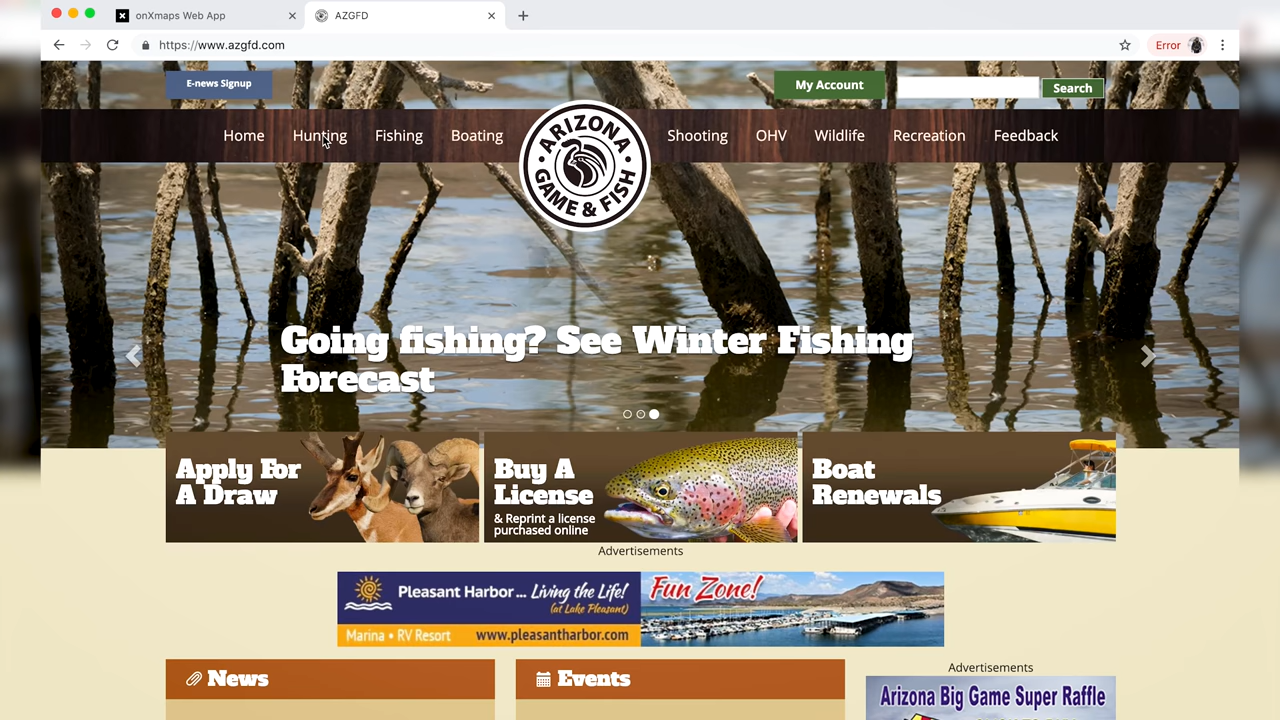 onXmaps Web App
AZGFD
https://www.azgfd.com
Error
E-news Signup
My Account
Search
Home
Hunting
Fishing
Boating
ARIZONA
GAME & FISH
Shooting
OHV
Wildlife
Recreation
Feedback
Going fishing? See Winter Fishing
Forecast
Apply For
A Draw
Buy A
License
& Reprint a license
purchased online
Boat
Renewals
Advertisements
Pleasant Harbor... Living the Life!
(at Lake Pleasant)
Marina • RV Resort www.pleasantharbor.com
Fun Zone!
News
Events
Advertisements
Arizona Big Game Super Raffle